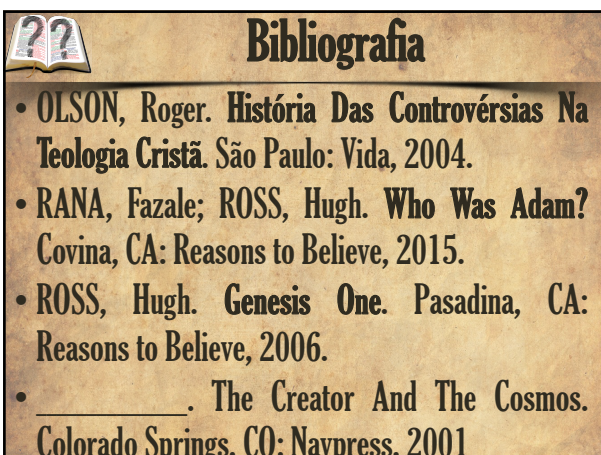 ? ?
Bibliografia
• OLSON, Roger. História Das Controvérsias Na
Teologia Cristã. São Paulo: Vida, 2004.
• RANA, Fazale; ROSS, Hugh. Who Was Adam?
Covina, CA: Reasons to Believe, 2015.
• ROSS, Hugh. Genesis One. Pasadina, CA:
Reasons to Believe, 2006.
• __________. The Creator And The Cosmos.
Colorado Springs, CO: Navpress, 2001